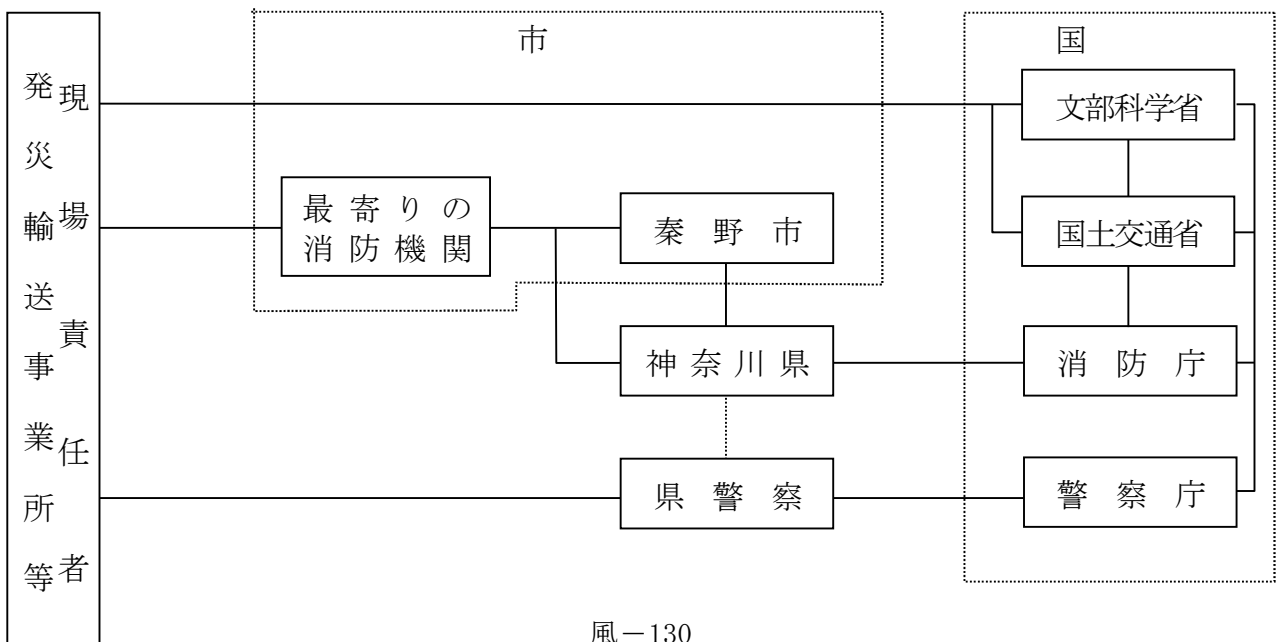 発災輸送事業所等
現場責任者
市
国
文部科学省
最寄りの
消防機関
秦野市
国土交通省
神奈川県
消防庁
県警察
警察庁
風－130